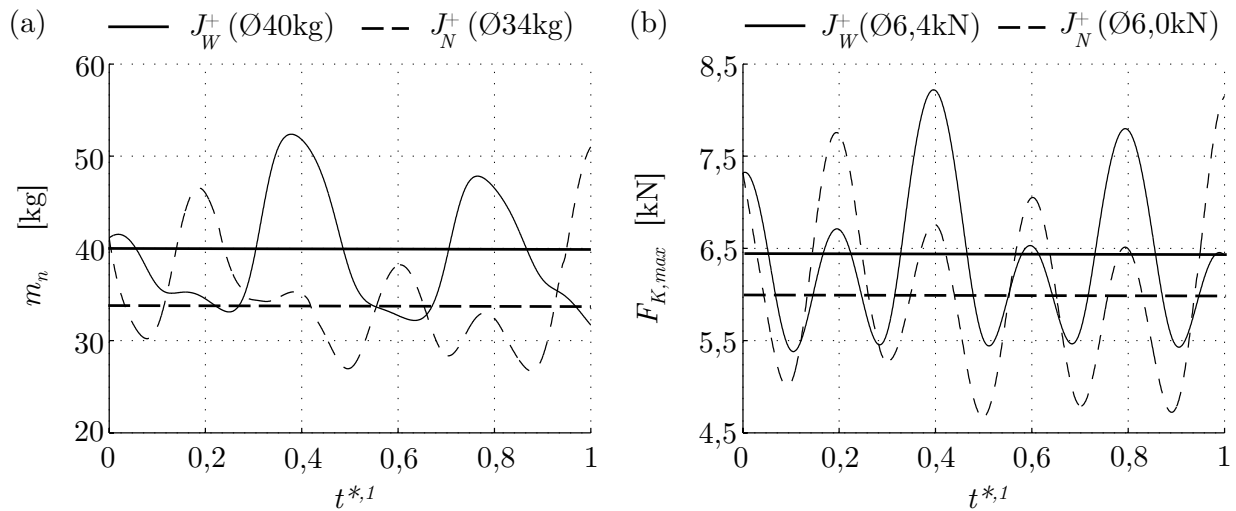 (a) J_W^+ (Ø40kg) J_N^+ (Ø34kg)
60
50
40
30
20
m_n [kg]
0 0,2 0,4 0,6 0,8 1
t^{*,1}
(b) J_W^+(Ø6,4kN) J_N^+(Ø6,0kN)
8,5
7,5
6,5
5,5
4,5
F_{K,max} [kN]
0 0,2 0,4 0,6 0,8 1
t^{*,1}